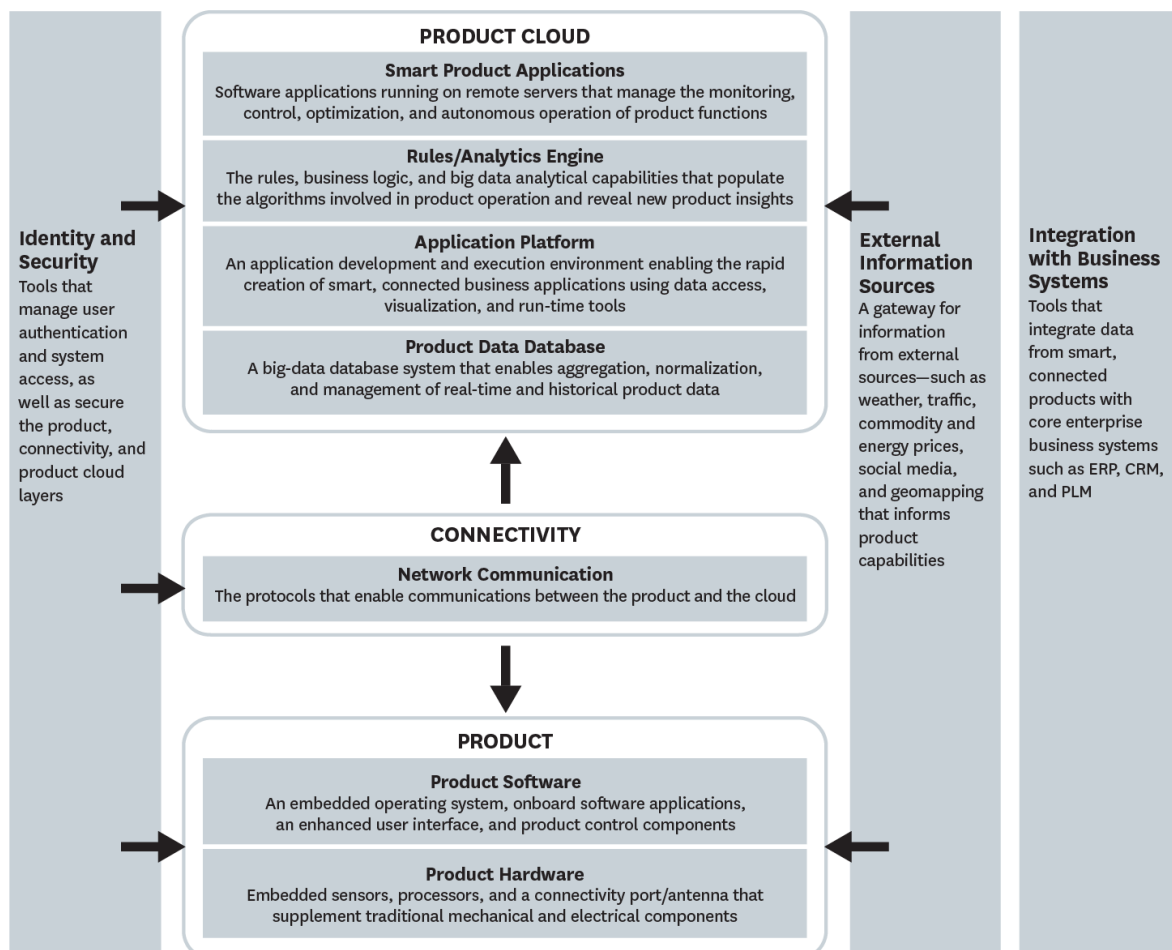 PRODUCT CLOUD
Smart Product Applications
Software applications running on remote servers that manage the monitoring,
control, optimization, and autonomous operation of product functions
Rules/Analytics Engine
The rules, business logic, and big data analytical capabilities that populate
the algorithms involved in product operation and reveal new product insights
Application Platform
An application development and execution environment enabling the rapid
creation of smart, connected business applications using data access,
visualization, and run-time tools
Product Data Database
A big-data database system that enables aggregation, normalization,
and management of real-time and historical product data
Identity and
Security
Tools that
manage user
authentication
and system
access, as
well as secure
the product,
connectivity, and
product cloud
layers
External
Information
Sources
A gateway for
information
from external
sources—such as
weather, traffic,
commodity and
energy prices,
social media,
and geomapping
that informs
product
capabilities
Integration
with Business
Systems
Tools that
integrate data
from smart,
connected
products with
core enterprise
business systems
such as ERP, CRM,
and PLM
CONNECTIVITY
Network Communication
The protocols that enable communications between the product and the cloud
PRODUCT
Product Software
An embedded operating system, onboard software applications,
an enhanced user interface, and product control components
Product Hardware
Embedded sensors, processors, and a connectivity port/antenna that
supplement traditional mechanical and electrical components